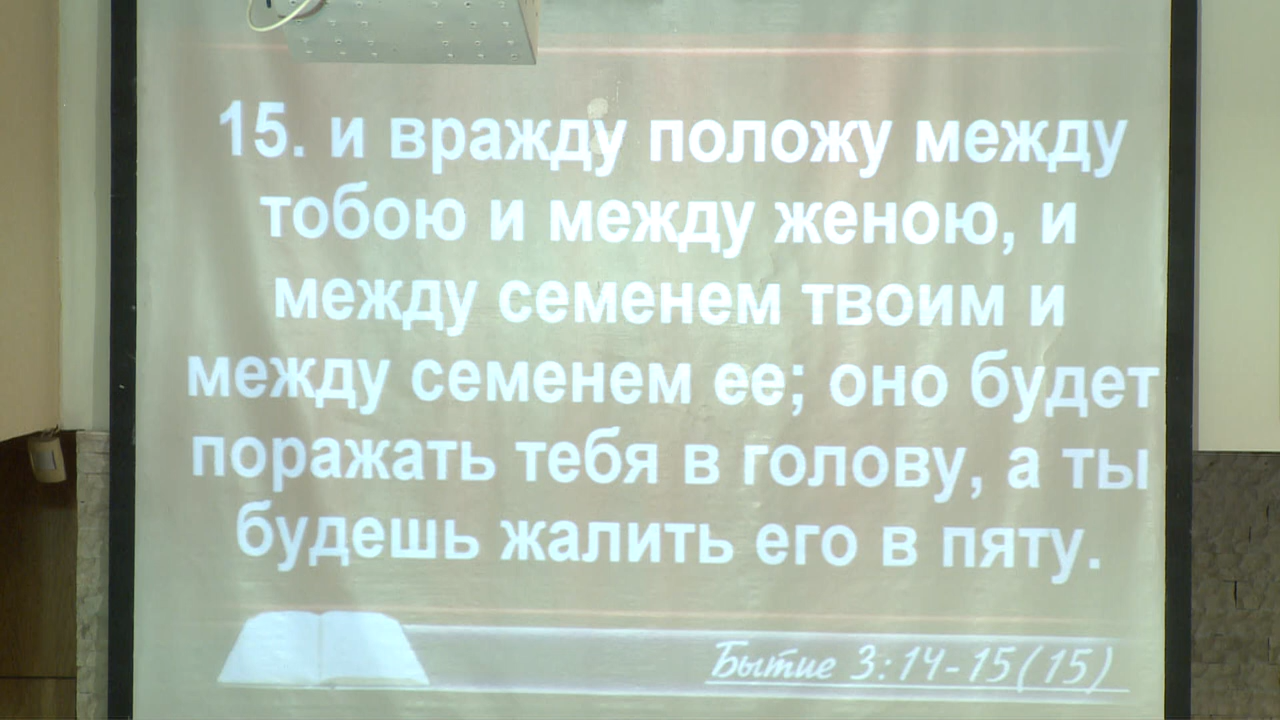 15. и вражду положу между
тобою и между женою, и
между семенем твоим и
между семенем ее; оно будет
поражать тебя в голову, а ты
будешь жалить его в пяту.
Бытие 3:14-15(15)